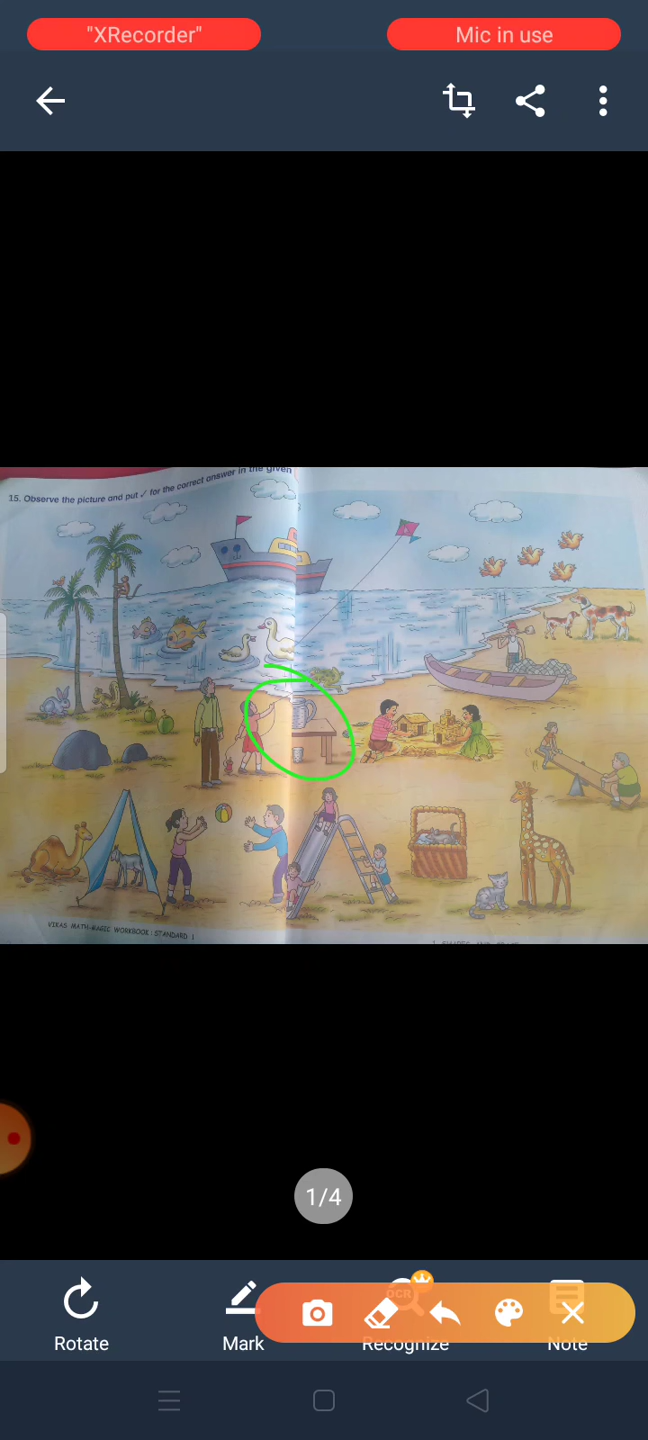 "XRecorder"
Mic in use
15. Observe the picture and put ✓ for the correct answer in the given
VIKAS MATH-MAGIC WORKBOOK : STANDARD 1
1/4
OCR
Rotate
Mark
Recognize
Note